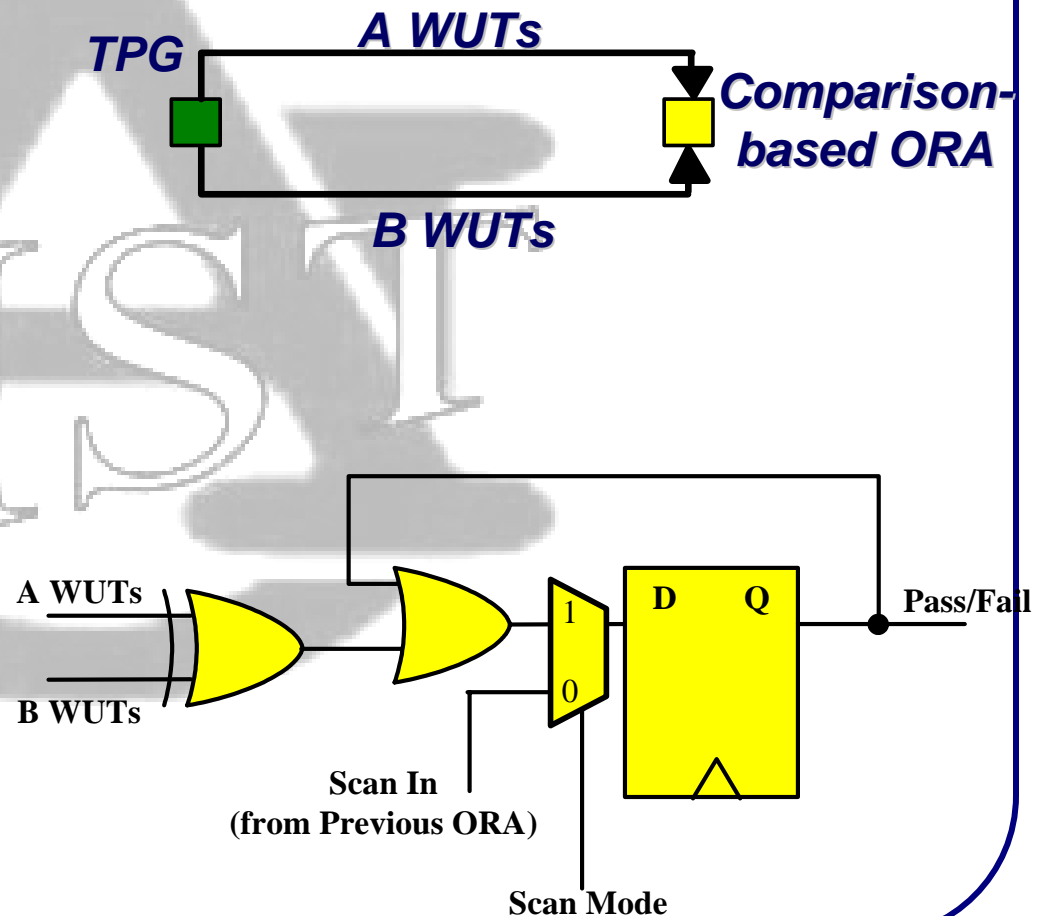 A WUTs
TPG
Comparison-
based ORA
B WUTs
A WUTs
B WUTs
1
0
D Q
Pass/Fail
Scan In
(from Previous ORA)
Scan Mode